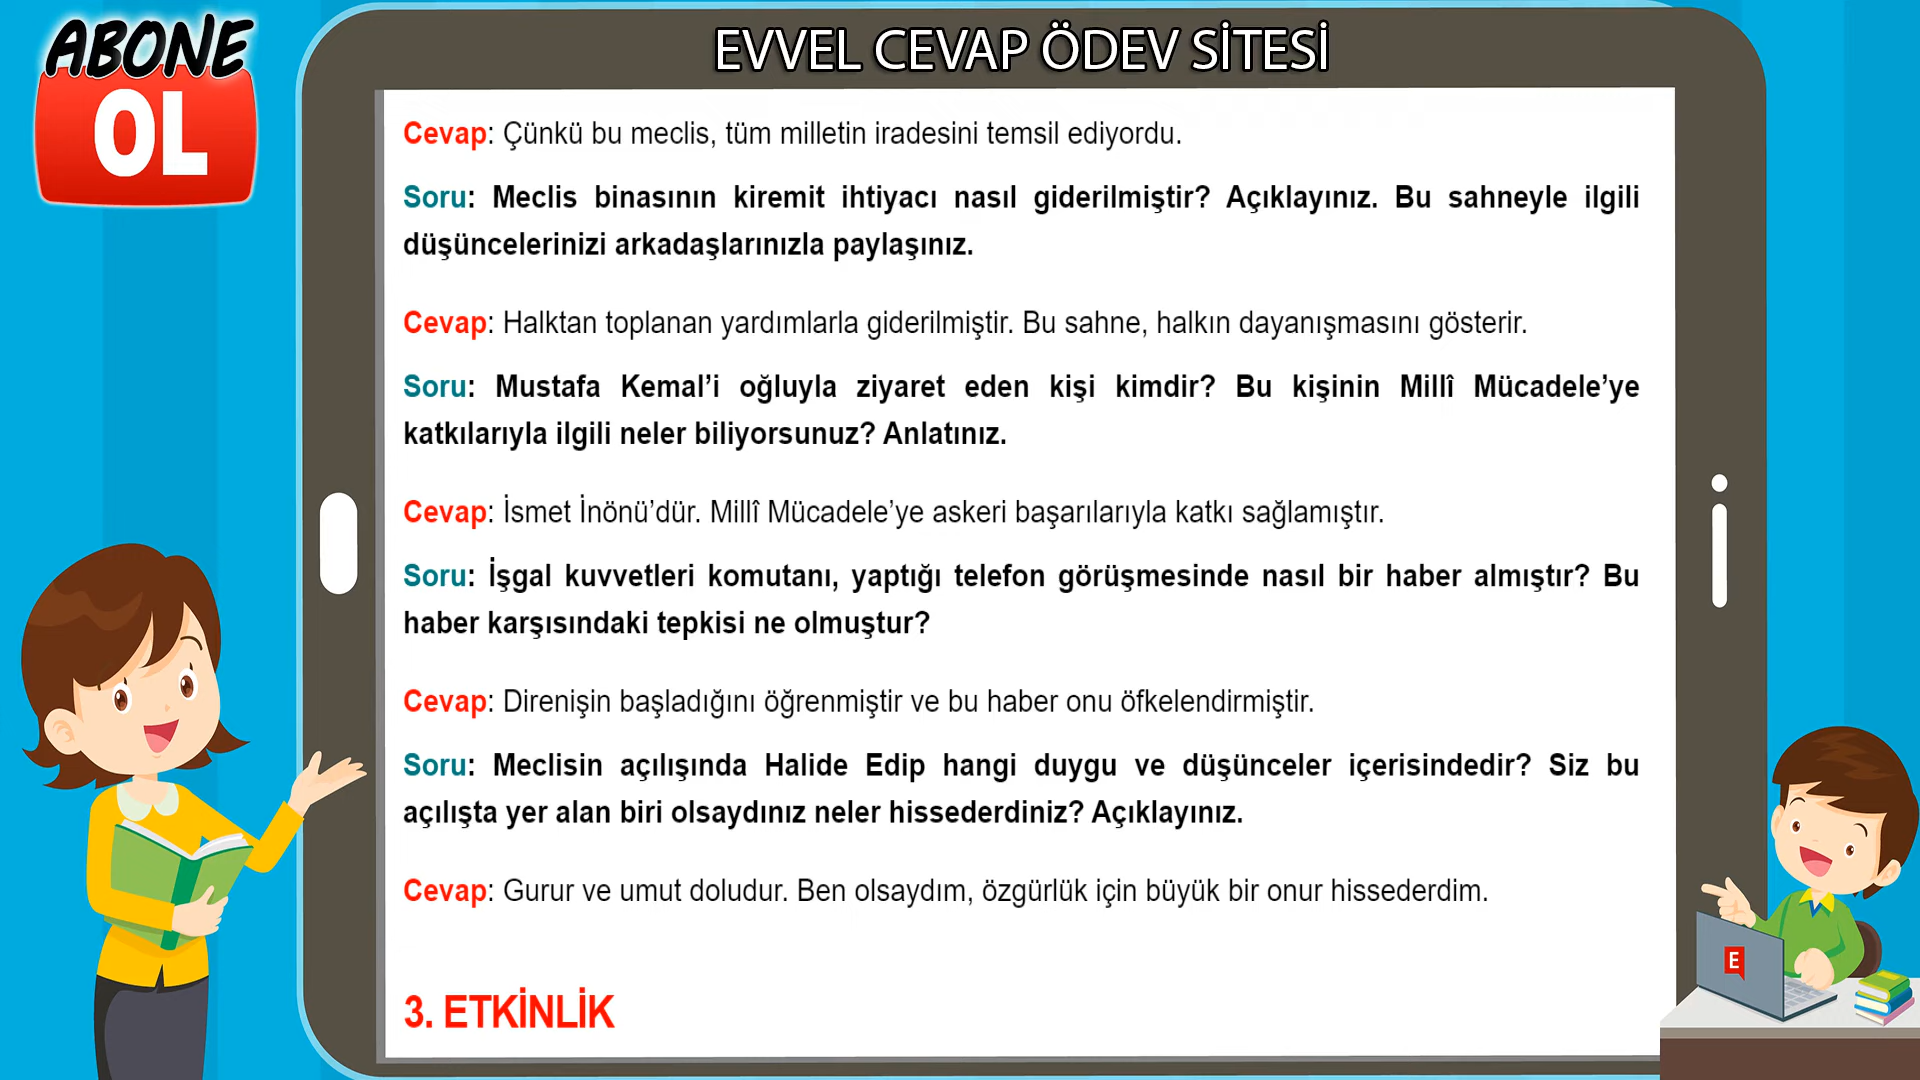 ABONE
OL
EVVEL CEVAP ÖDEV SİTESİ
Cevap: Çünkü bu meclis, tüm milletin iradesini temsil ediyordu.
Soru: Meclis binasının kiremit ihtiyacı nasıl giderilmiştir? Açıklayınız. Bu sahneyle ilgili
düşüncelerinizi arkadaşlarınızla paylaşınız.
Cevap: Halktan toplanan yardımlarla giderilmiştir. Bu sahne, halkın dayanışmasını gösterir.
Soru: Mustafa Kemal’i oğluyla ziyaret eden kişi kimdir? Bu kişinin Millî Mücadele’ye
katkılarıyla ilgili neler biliyorsunuz? Anlatınız.
Cevap: İsmet İnönü’dür. Millî Mücadele’ye askeri başarılarıyla katkı sağlamıştır.
Soru: İşgal kuvvetleri komutanı, yaptığı telefon görüşmesinde nasıl bir haber almıştır? Bu
haber karşısındaki tepkisi ne olmuştur?
Cevap: Direnişin başladığını öğrenmiştir ve bu haber onu öfkelendirmiştir.
Soru: Meclisin açılışında Halide Edip hangi duygu ve düşünceler içerisindedir? Siz bu
açılışta yer alan biri olsaydınız neler hissederdiniz? Açıklayınız.
Cevap: Gurur ve umut doludur. Ben olsaydım, özgürlük için büyük bir onur hissederdim.
3. ETKİNLİK
E